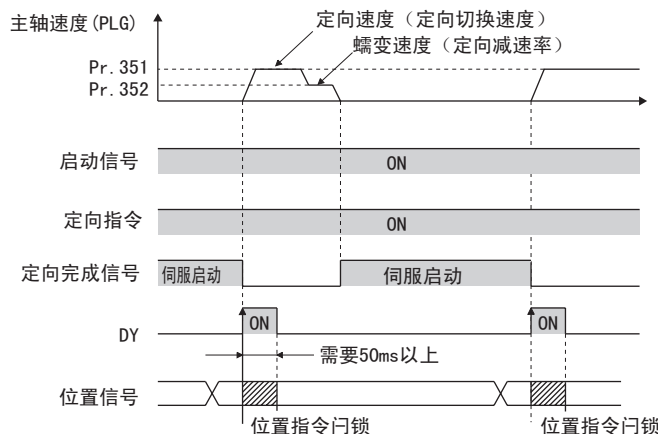 主轴速度(PLG)
定向速度（定向切换速度）
蠕变速度（定向减速率）
Pr.351
Pr.352
启动信号
ON
定向指令
ON
定向完成信号
伺服启动
伺服启动
DY
ON
ON
需要50ms以上
位置信号
位置指令闩锁
位置指令闩锁